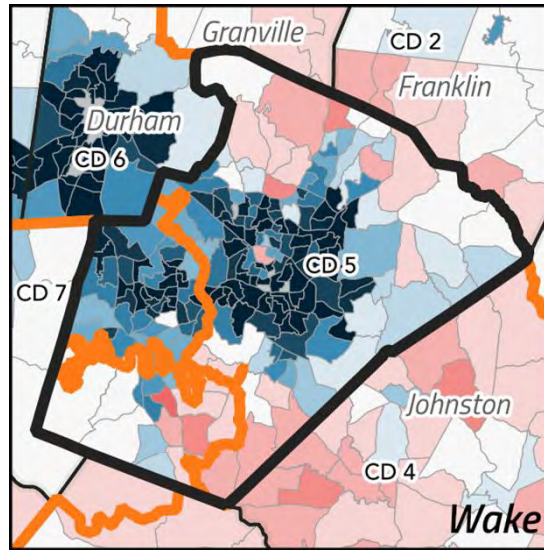 Granville
CD 2
Franklin
Durham
CD 6
CD 5
CD 7
Johnston
CD 4
Wake